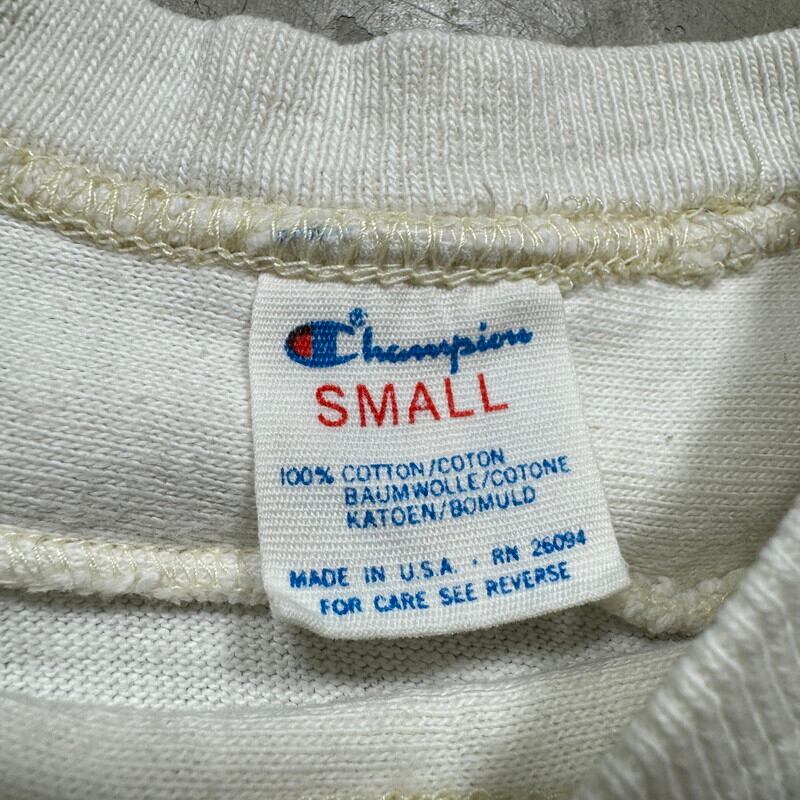 Champion®
SMALL
100% COTTON/COTON
BAUMWOLLE/COTONE
KATOEN/BOMULD
MADE IN U.S.A. · RN 26094
FOR CARE SEE REVERSE